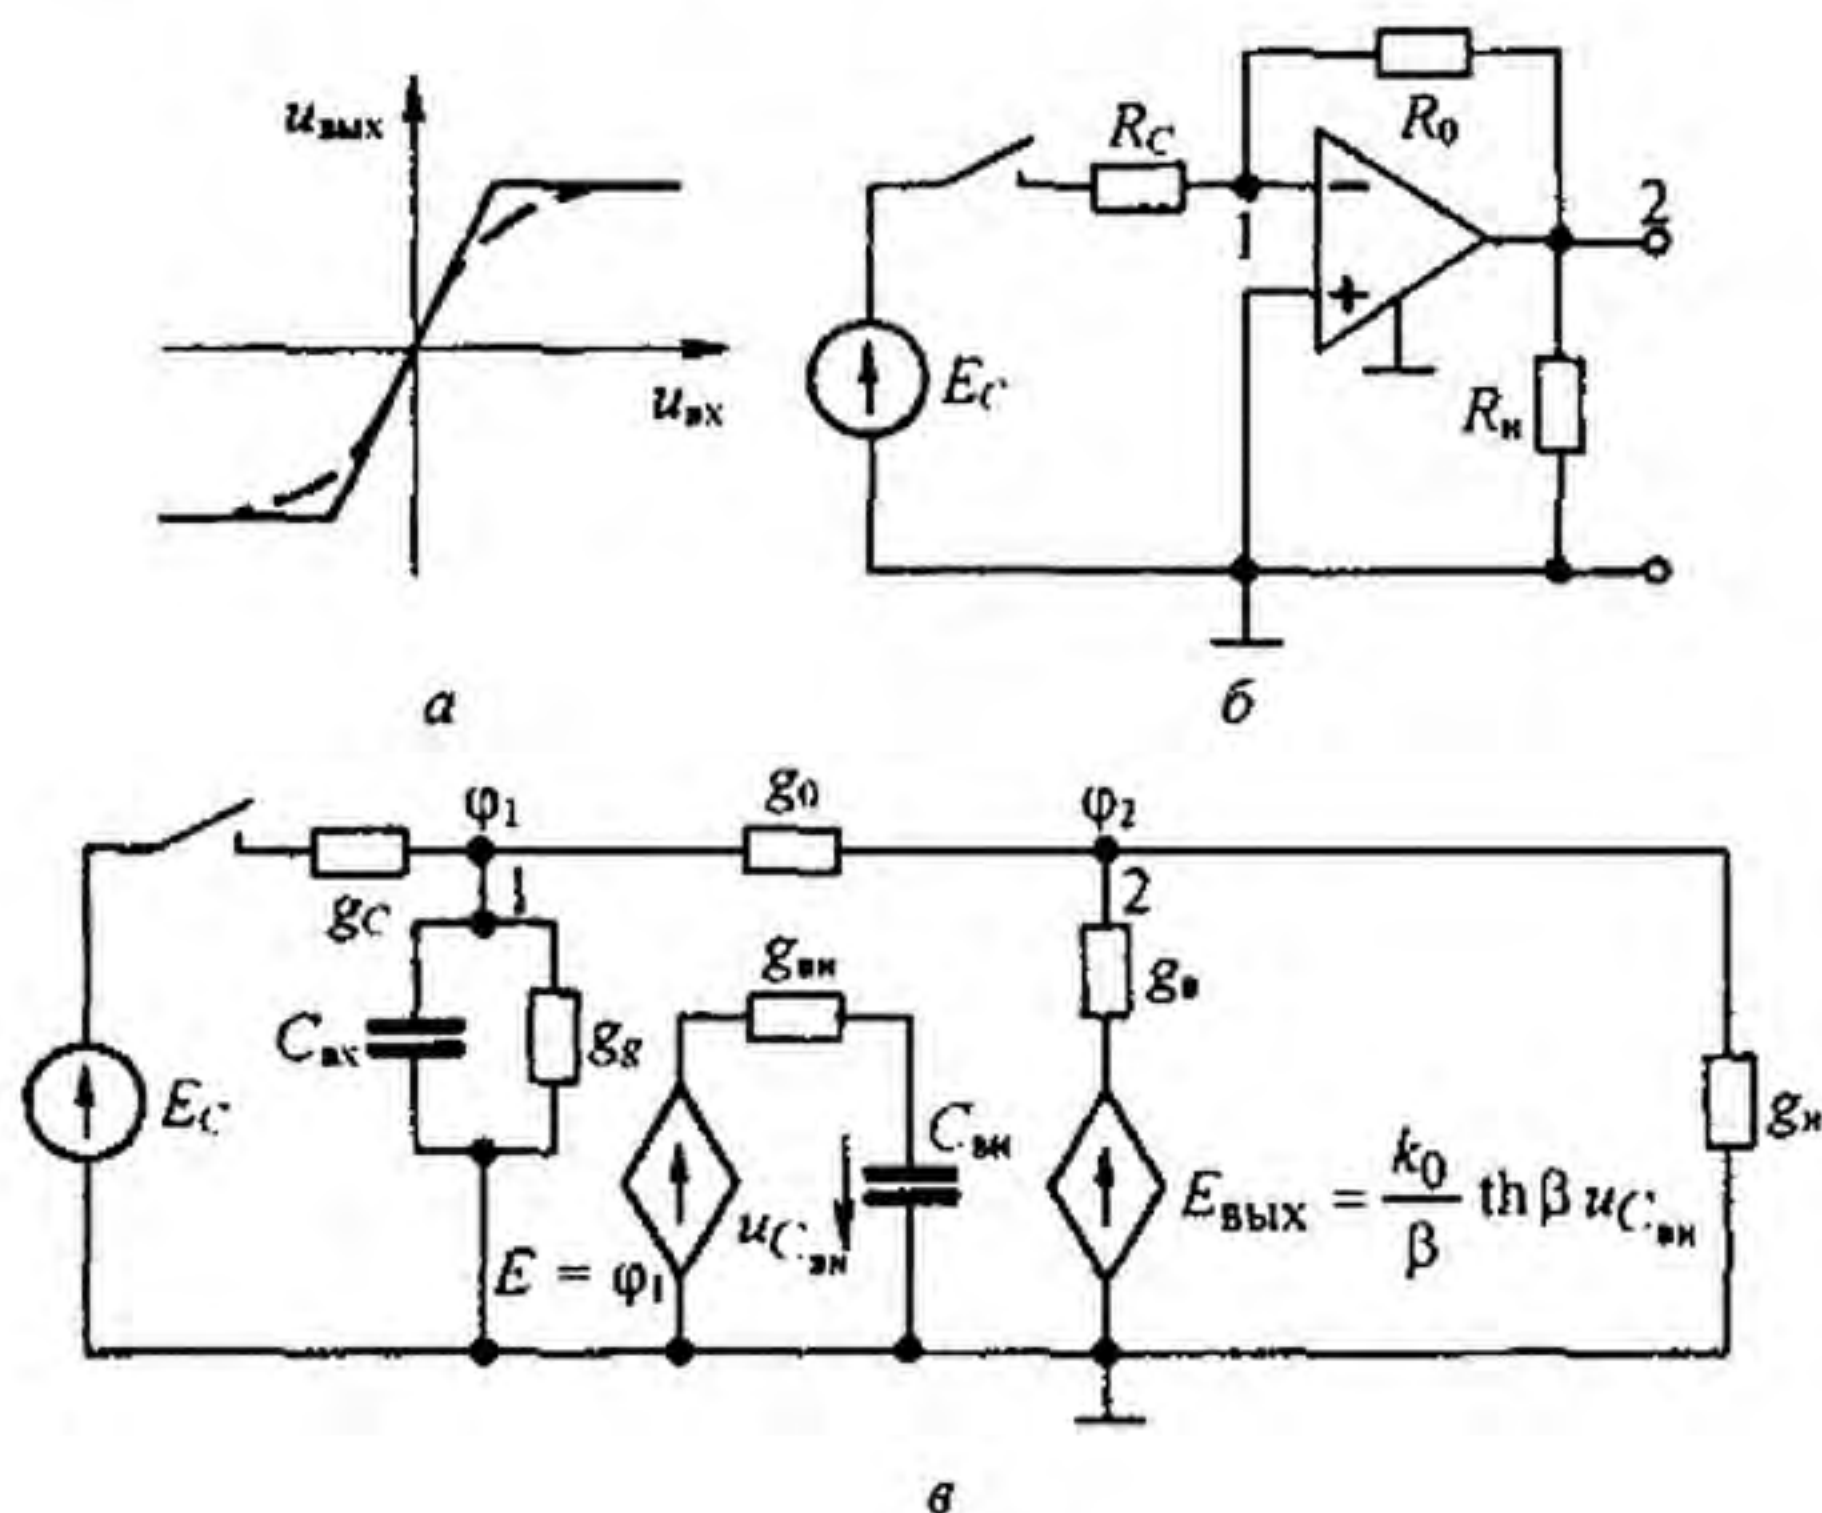 uвых
uвх
а
RC
R0
1
2
EC
Rн
б
φ1
g0
φ2
gC
1
2
Cвх
gg
gвн
gв
EC
E = φ1
uCвн
Cвн
Eвых = k0/β th β uCвн
gн
в